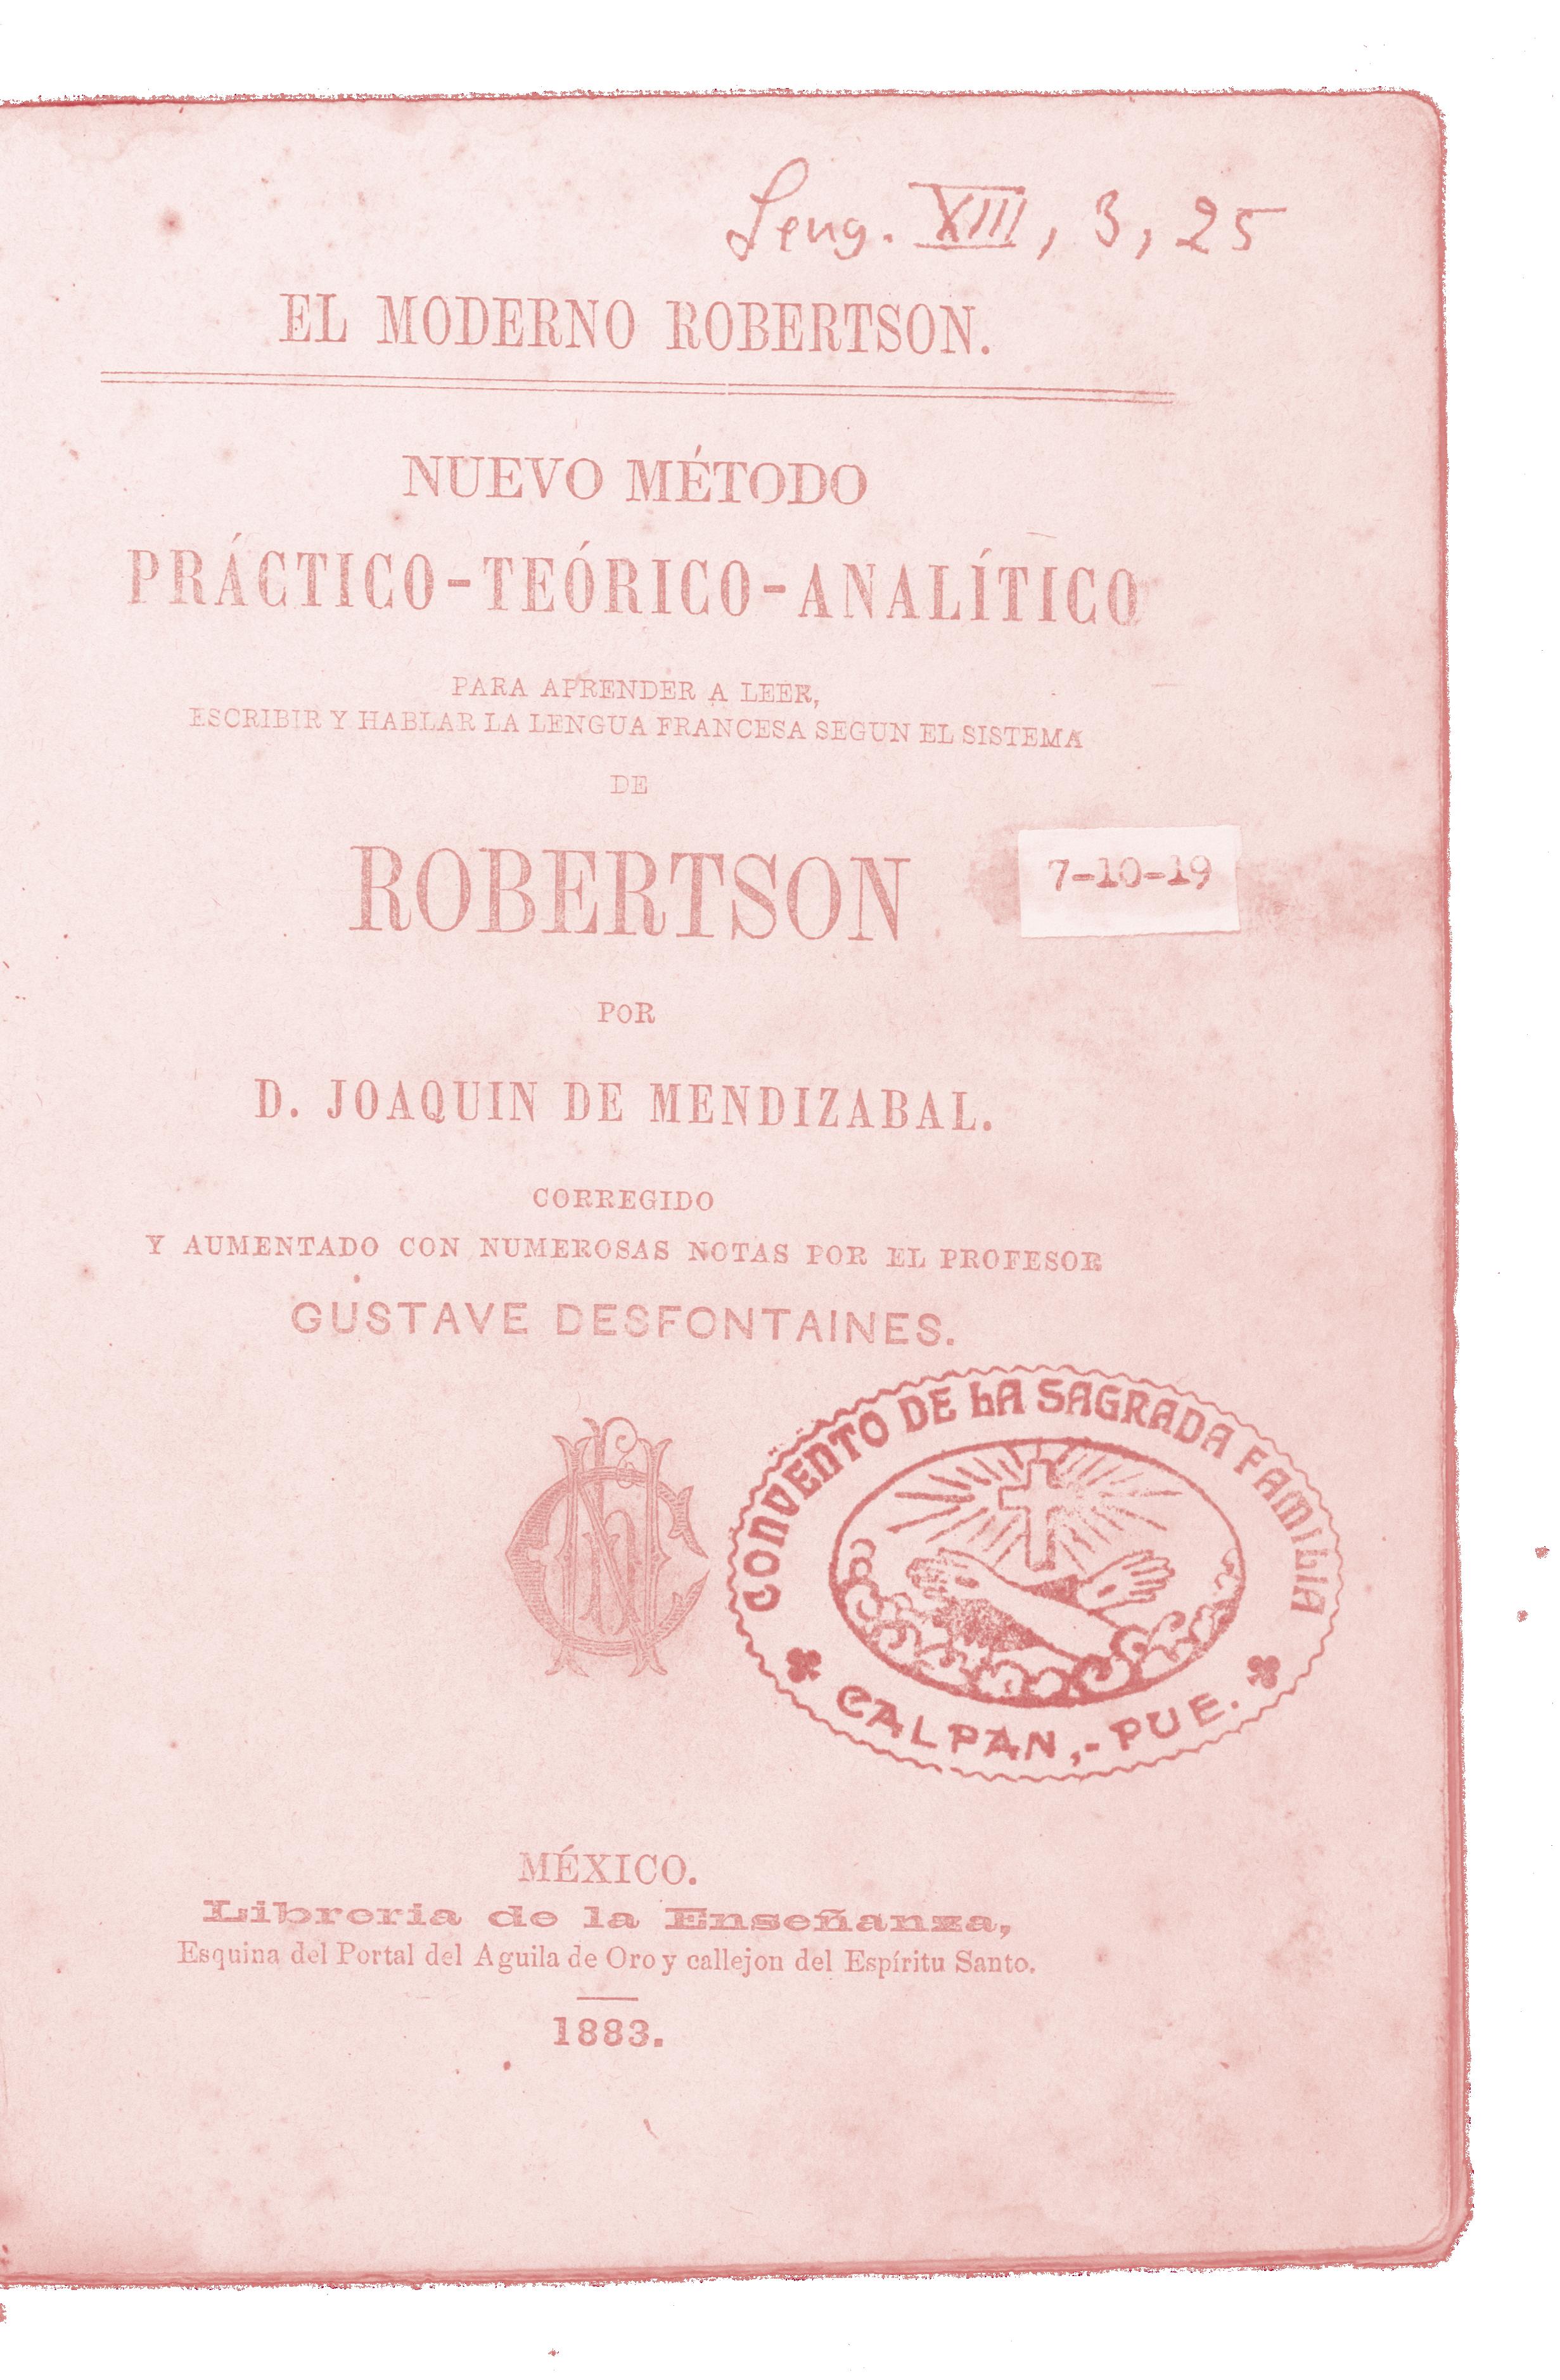 Leng. XIII, 3, 25
EL MODERNO ROBERTSON.
NUEVO MÉTODO
PRÁCTICO-TEÓRICO-ANALÍTICO
PARA APRENDER A LEER,
ESCRIBIR Y HABLAR LA LENGUA FRANCESA SEGUN EL SISTEMA
DE
ROBERTSON
7-10-19
POR
D. JOAQUIN DE MENDIZABAL.
CORREGIDO
Y AUMENTADO CON NUMEROSAS NOTAS POR EL PROFESOR
GUSTAVE DESFONTAINES.
CONVENTO DE LA SAGRADA FAMILIA
CALPAN,-PUE.
MÉXICO.
Libreria de la Enseñanza,
Esquina del Portal del Aguila de Oro y callejon del Espíritu Santo.
1883.